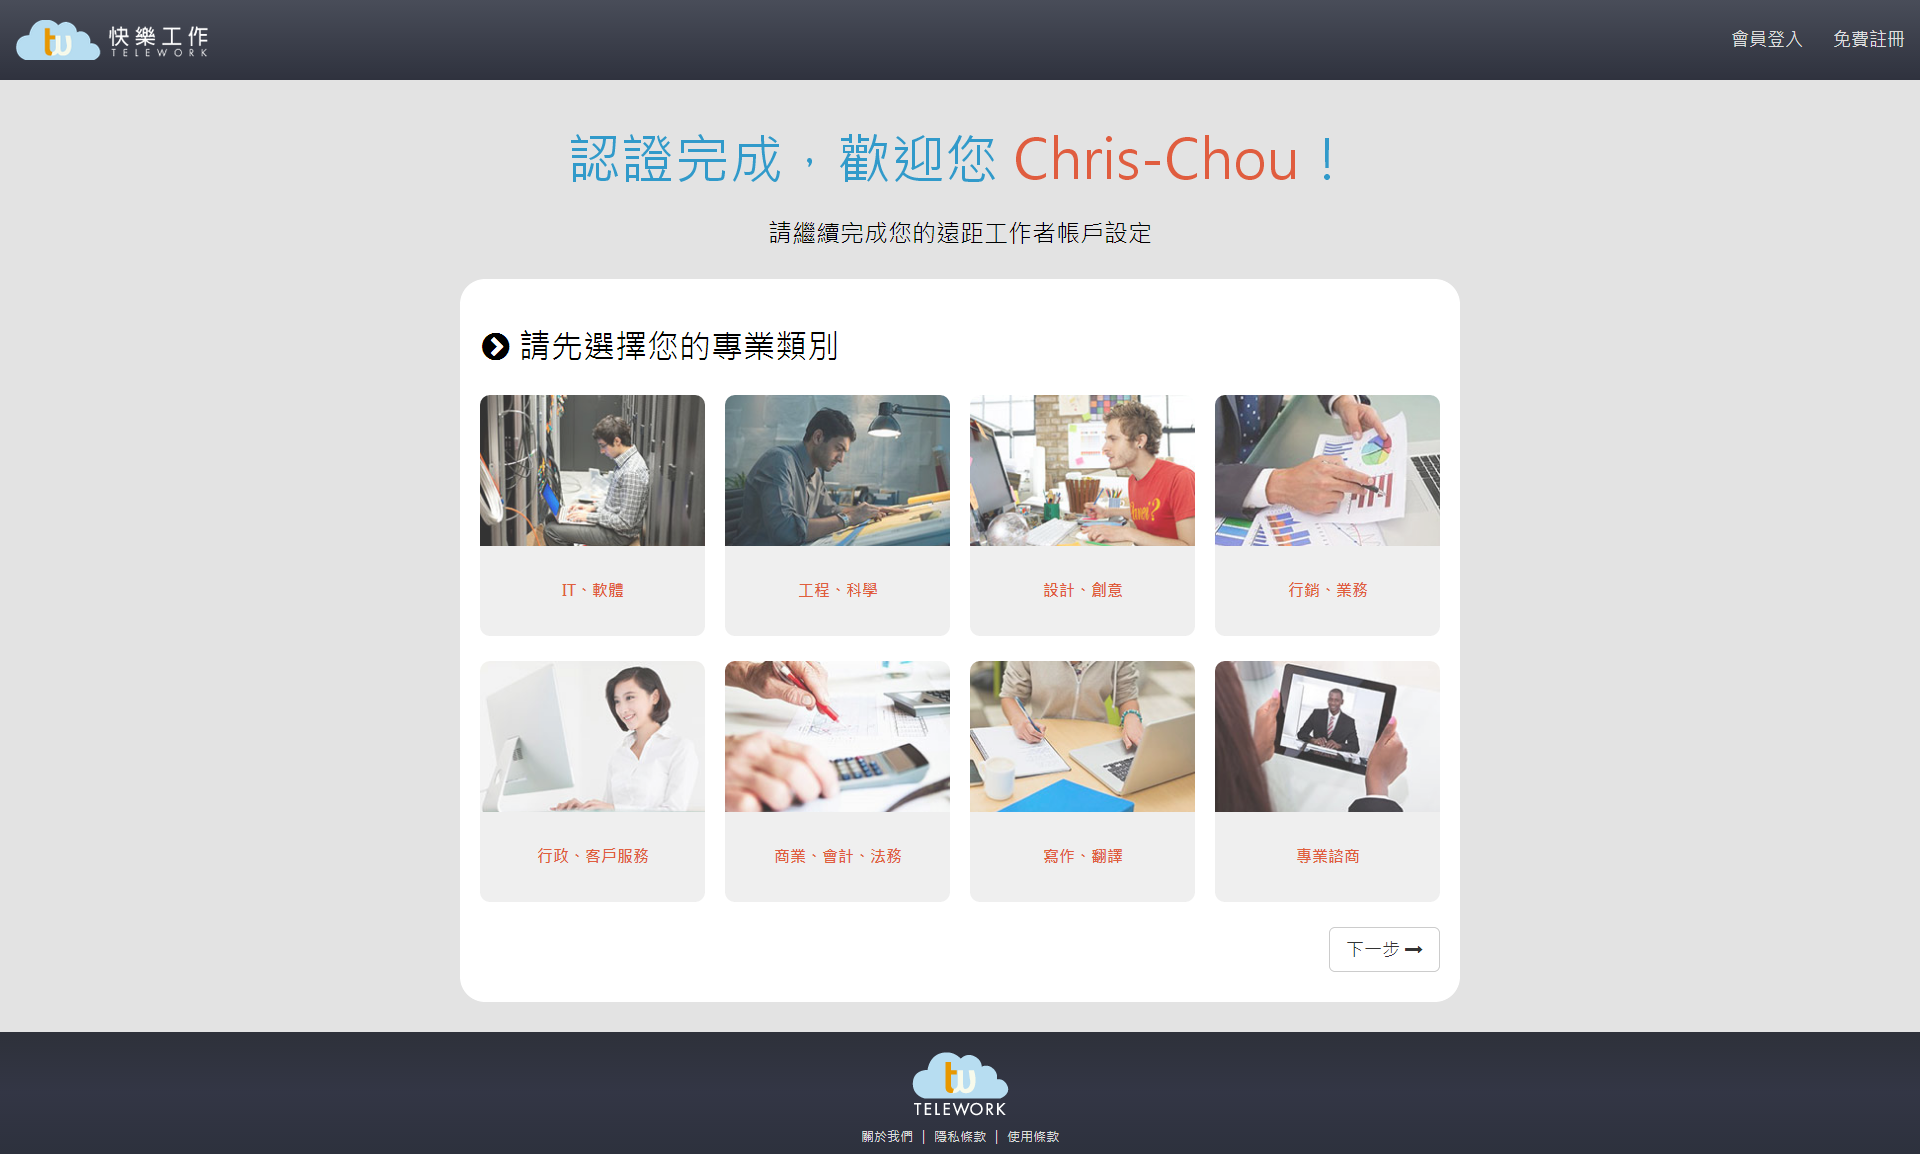 tw 快樂工作
TELEWORK
會員登入 免費註冊
認證完成，歡迎您 Chris-Chou！
請繼續完成您的遠距工作者帳戶設定
請先選擇您的專業類別
IT、軟體
工程、科學
設計、創意
行銷、業務
行政、客戶服務
商業、會計、法務
寫作、翻譯
專業諮商
下一步
tw
TELEWORK
關於我們 | 隱私條款 | 使用條款